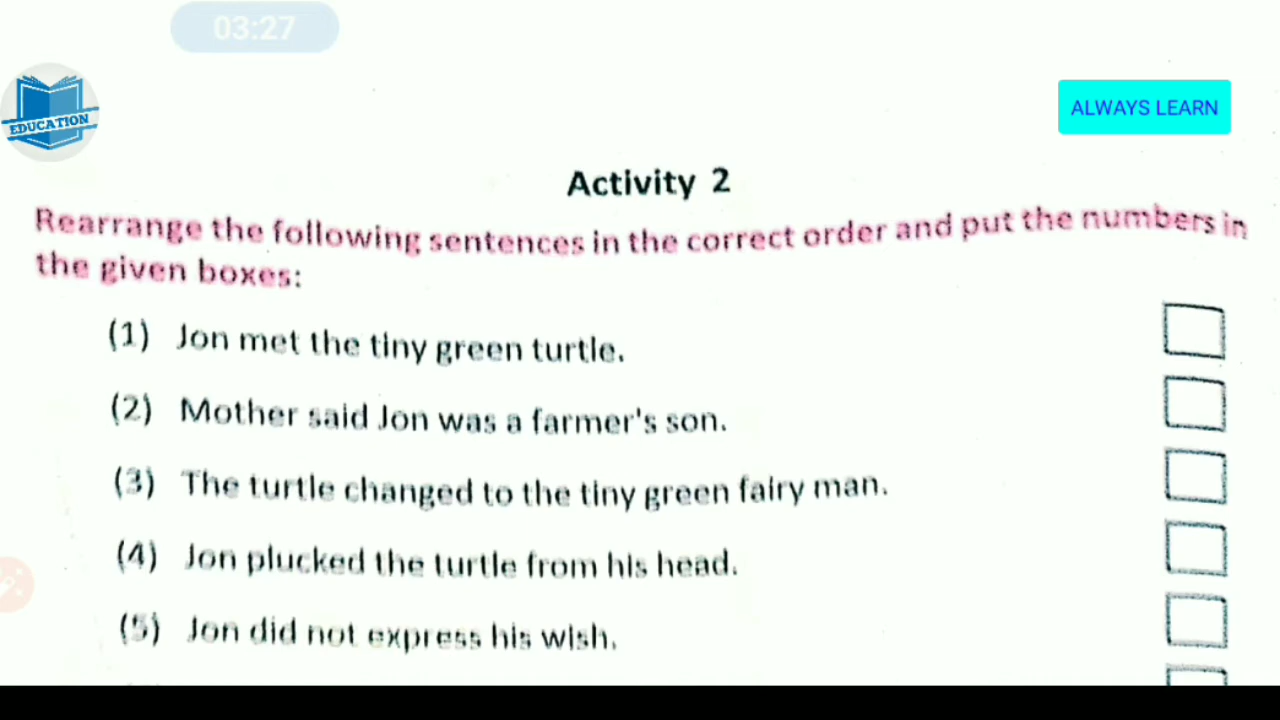 03:27
EDUCATION
ALWAYS LEARN
Activity 2
Rearrange the following sentences in the correct order and put the numbers in
the given boxes:
(1) Jon met the tiny green turtle.
(2) Mother said Jon was a farmer's son.
(3) The turtle changed to the tiny green fairy man.
(4) Jon plucked the turtle from his head.
(5) Jon did not express his wish.